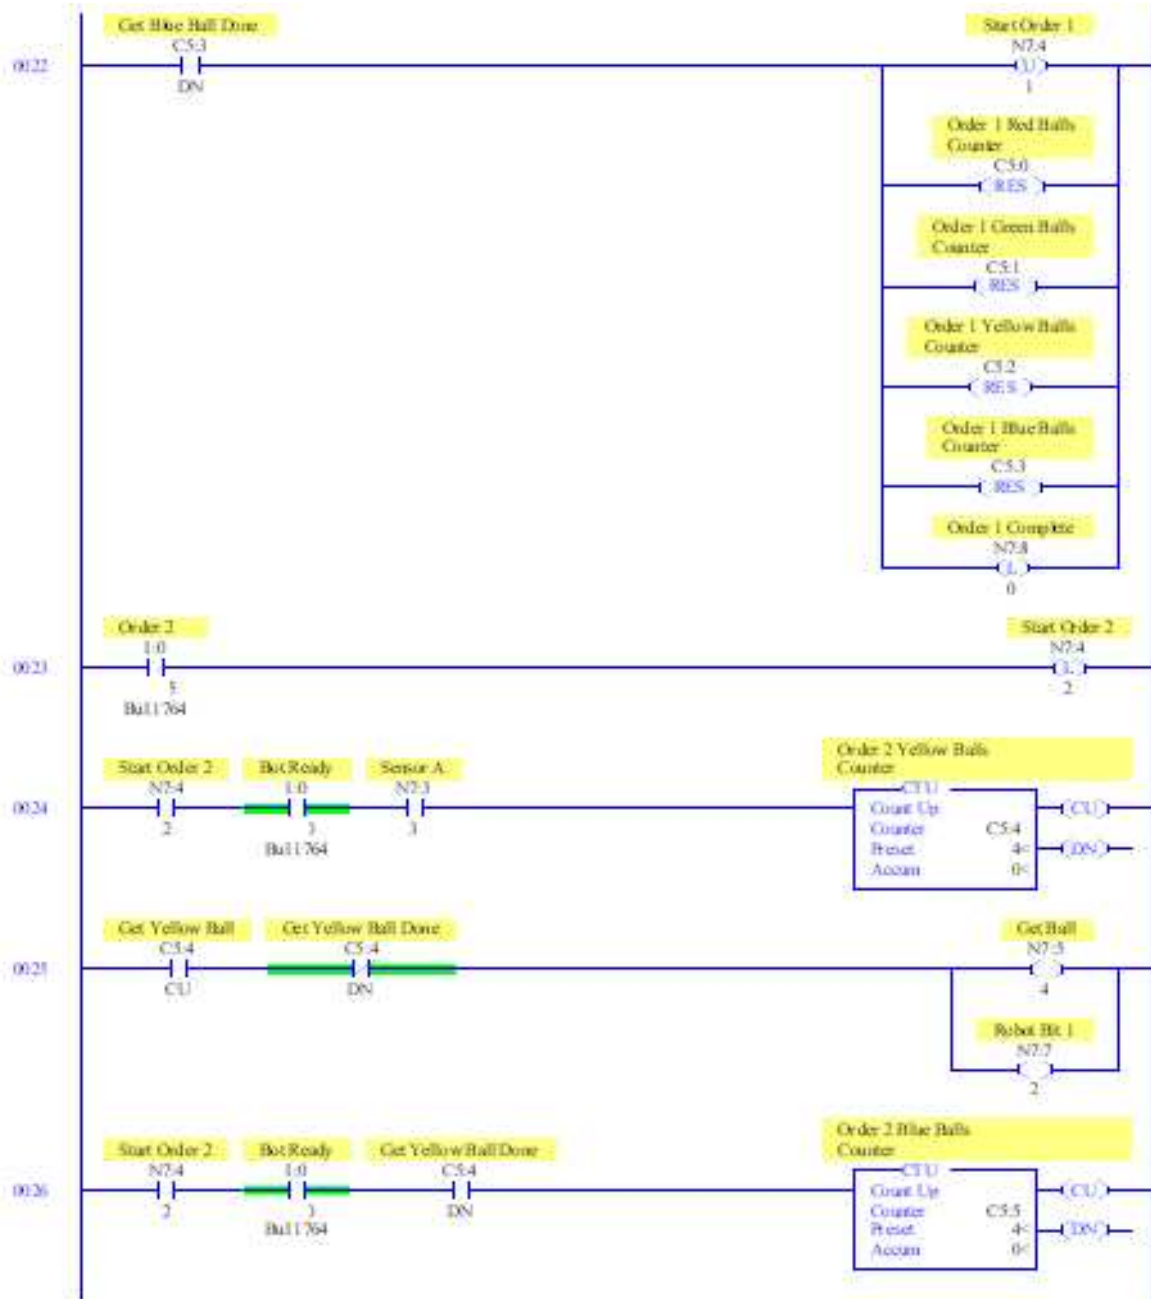 Get Blue Ball Done
C5:3
DN
0022
Start Order 1
N7:4
U
1
Order 1 Red Balls
Counter
C5:0
RES
Order 1 Green Balls
Counter
C5:1
RES
Order 1 Yellow Balls
Counter
C5:2
RES
Order 1 Blue Balls
Counter
C5:3
RES
Order 1 Complete
N7:8
L
0
0023
Order 2
I:0
5
Bul1764
Start Order 2
N7:4
L
2
0024
Start Order 2
N7:4
2
Bot Ready
I:0
3
Bul1764
Sensor A
N7:3
3
Order 2 Yellow Balls
Counter
CTU
Count Up
Counter C5:4
Preset 4<
Accum 0<
CU
DN
0025
Get Yellow Ball
C5:4
CU
Get Yellow Ball Done
C5:4
DN
Get Ball
N7:5
4
Robot Bit 1
N7:7
2
0026
Start Order 2
N7:4
2
Bot Ready
I:0
3
Bul1764
Get Yellow Ball Done
C5:4
DN
Order 2 Blue Balls
Counter
CTU
Count Up
Counter C5:5
Preset 4<
Accum 0<
CU
DN